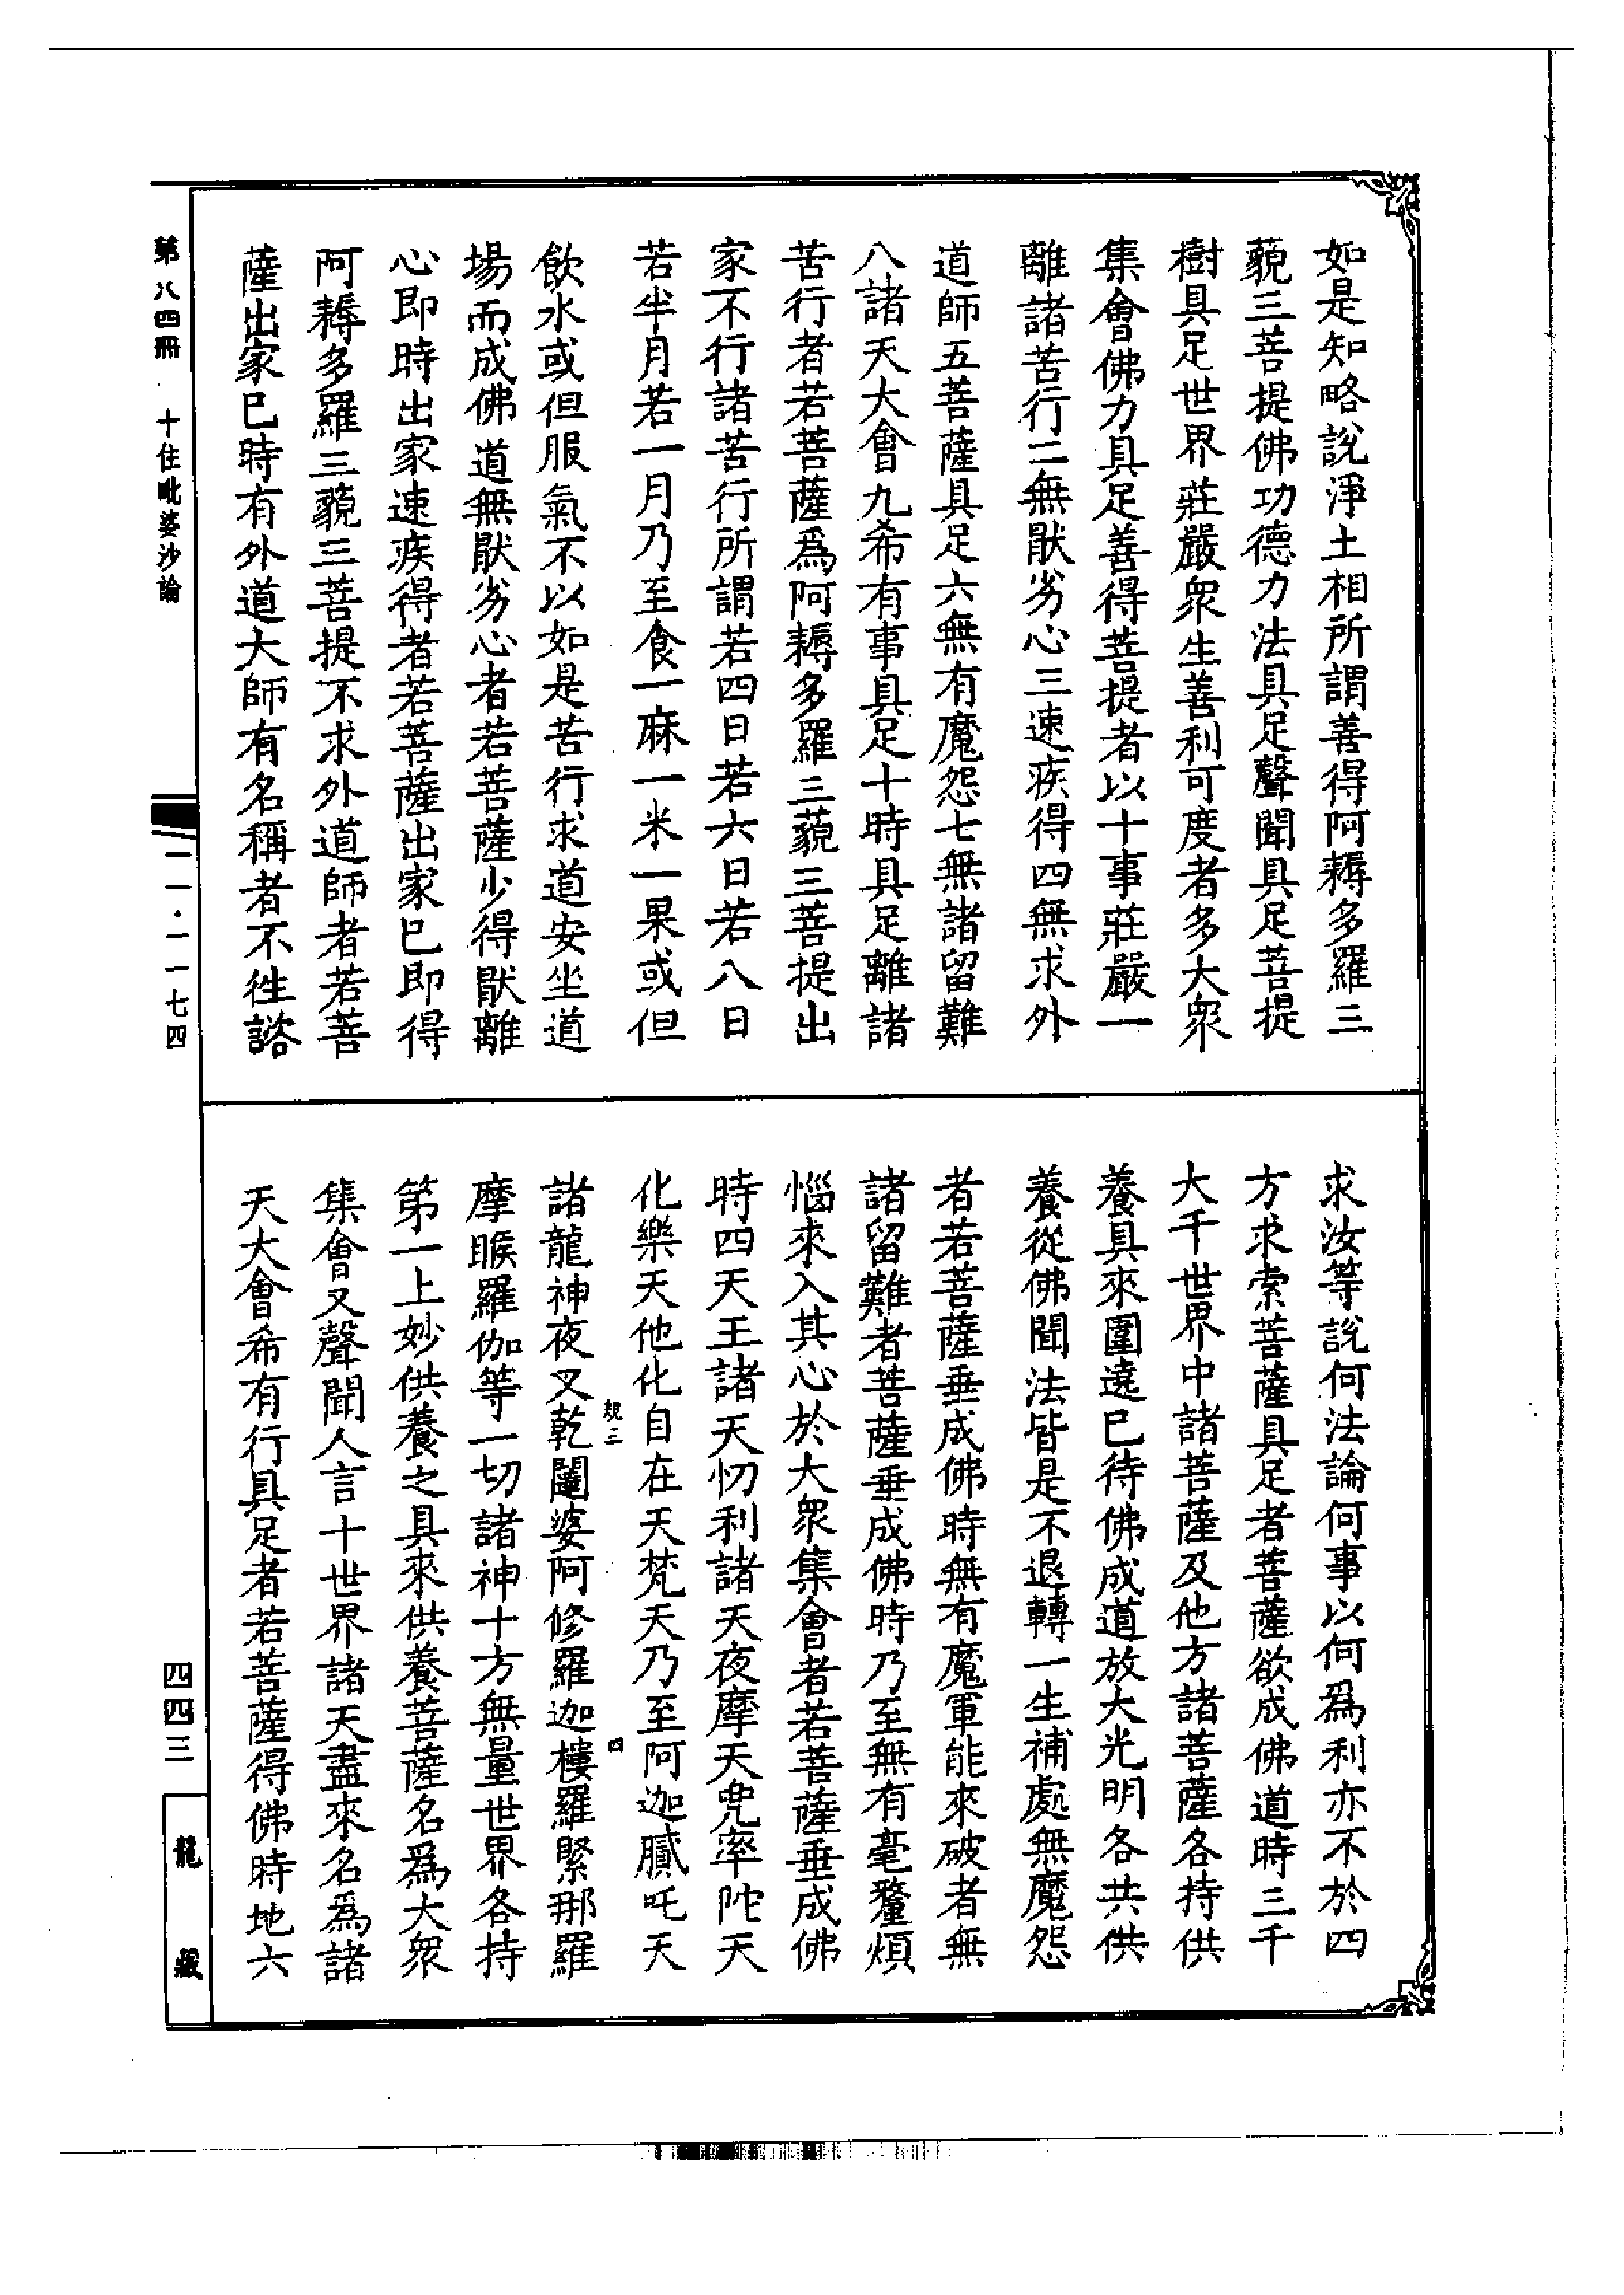 如是知略說淨土相所謂善得阿耨多羅三
藐三菩提佛功德力法具足聲聞具足菩提
樹具足世界莊嚴眾生善利可度者多大眾
集會佛力具足善得菩提者以十事莊嚴一
離諸苦行二無厭劣心三速疾得四無求外
道師五菩薩具足六無有魔怨七無諸留難
八諸天大會九希有事具足十時具足離諸
苦行者若菩薩為阿耨多羅三藐三菩提出
家不行諸苦行所謂若四日若六日若八日
若半月若一月乃至食一麻一米一果或但
飲水或但服氣不以如是苦行求道安坐道
場而成佛道無厭劣心者若菩薩少得厭離
心即時出家速疾得者若菩薩出家已即得
阿耨多羅三藐三菩提不求外道師者若菩
薩出家已時有外道大師有名稱者不往諮
求汝等說何法論何事以何為利亦不於四
方求索菩薩具足者菩薩欲成佛道時三千
大千世界中諸菩薩及他方諸菩薩各持供
養具來圍遶已待佛成道放大光明各共供
養從佛聞法皆是不退轉一生補處無魔怨
者若菩薩垂成佛時無有魔軍能來破者無
諸留難者菩薩垂成佛時乃至無有毫釐煩
惱來入其心於大眾集會者若菩薩垂成佛
時四天王諸天忉利諸天夜摩天兜率陀天
化樂天他化自在天梵天乃至阿迦膩吒天
規三
四
諸龍神夜叉乾闥婆阿修羅迦樓羅緊那羅
摩睺羅伽等一切諸神十方無量世界各持
第一上妙供養之具來供養菩薩名為大眾
集會又聲聞人言十世界諸天盡來名為諸
天大會希有行具足者若菩薩得佛時地六
第八四冊 十住毗婆沙論
一一·一一七四
四四三
龍藏